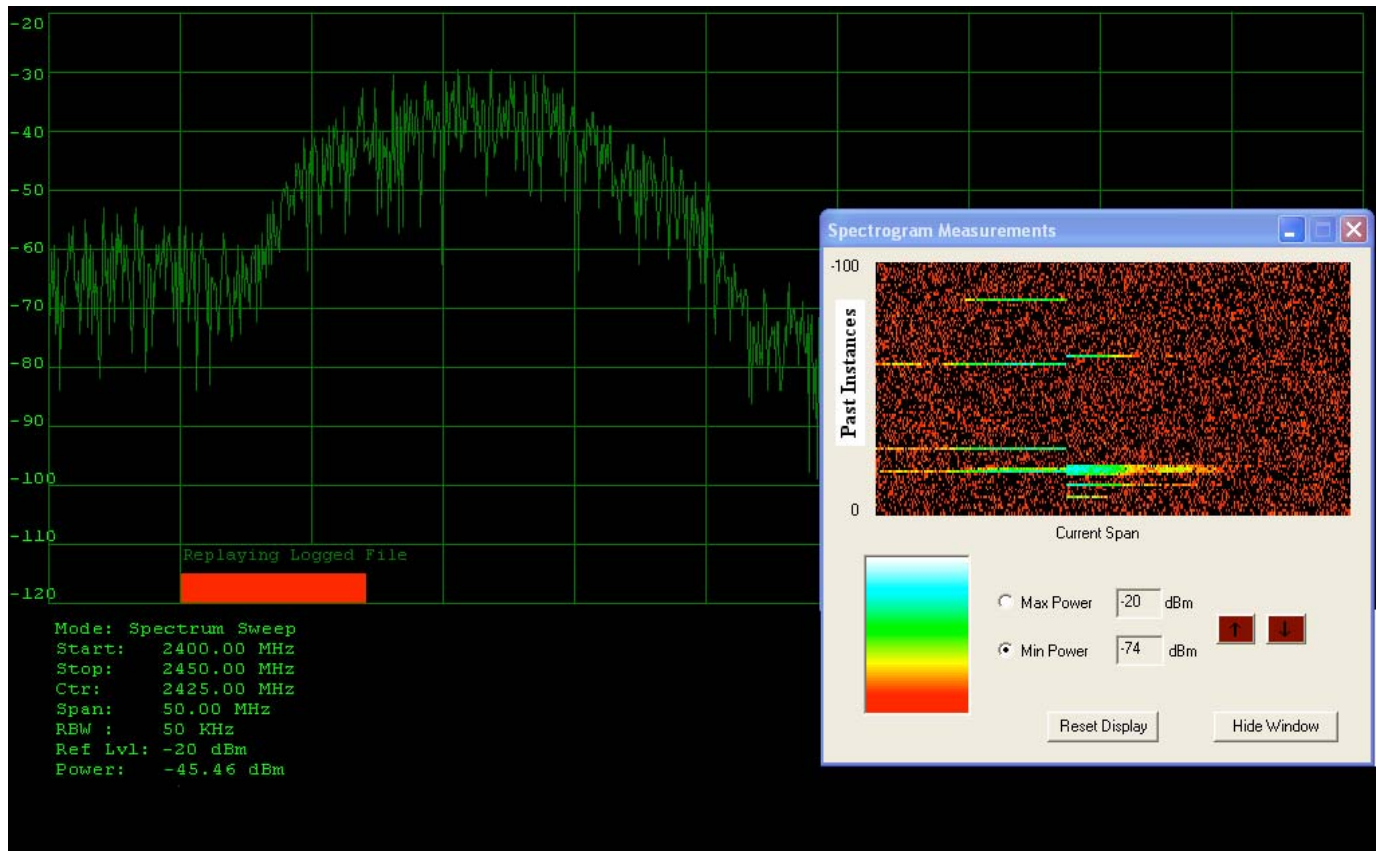 -20
-30
-40
-50
-60
-70
-80
-90
-100
-110
-120
Replaying Logged File
Mode: Spectrum Sweep
Start: 2400.00 MHz
Stop: 2450.00 MHz
Ctr: 2425.00 MHz
Span: 50.00 MHz
RBW : 50 KHz
Ref Lvl: -20 dBm
Power: -45.46 dBm
Spectrogram Measurements
-100
Past Instances
0
Current Span
Max Power -20 dBm
Min Power -74 dBm
Reset Display
Hide Window